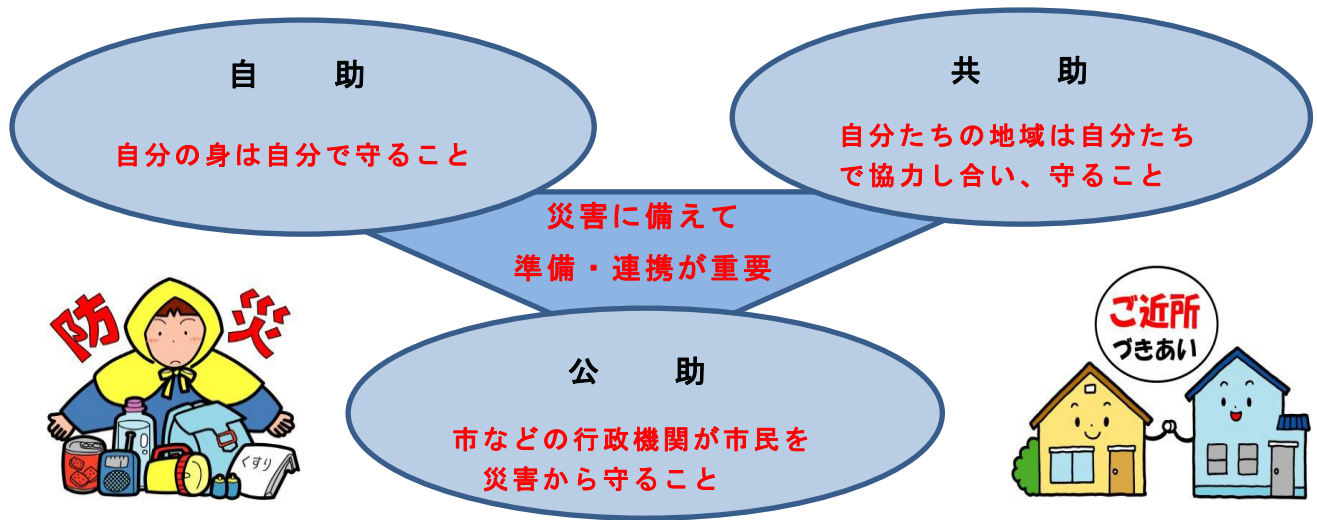 自　助
自分の身は自分で守ること
共　助
自分たちの地域は自分たち
で協力し合い、守ること
災害に備えて
準備・連携が重要
公　助
市などの行政機関が市民を
災害から守ること
防災
くすり
ご近所
づきあい